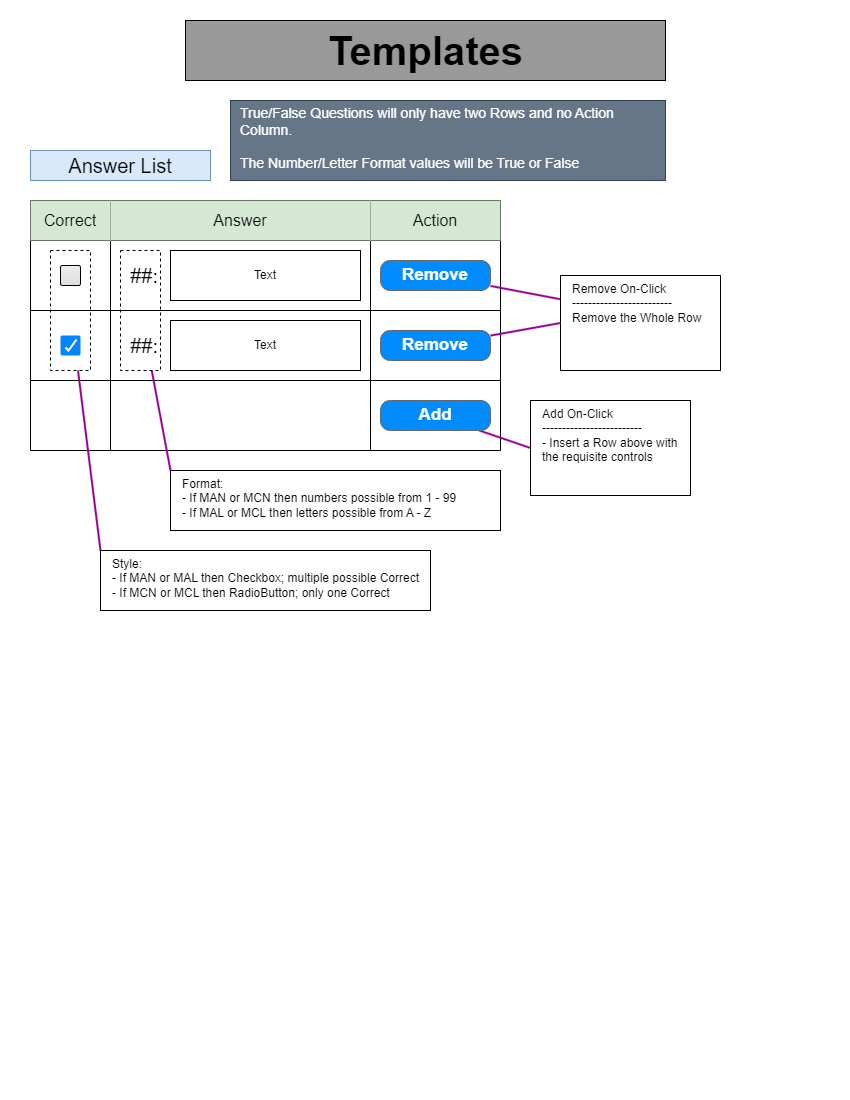 Templates
True/False Questions will only have two Rows and no Action
Column.
The Number/Letter Format values will be True or False
Answer List
Correct Answer Action
##: Text Remove
##: Text Remove
Add
Remove On-Click
-------------------------
Remove the Whole Row
Add On-Click
-------------------------
- Insert a Row above with
the requisite controls
Format:
- If MAN or MCN then numbers possible from 1 - 99
- If MAL or MCL then letters possible from A - Z
Style:
- If MAN or MAL then Checkbox; multiple possible Correct
- If MCN or MCL then RadioButton; only one Correct